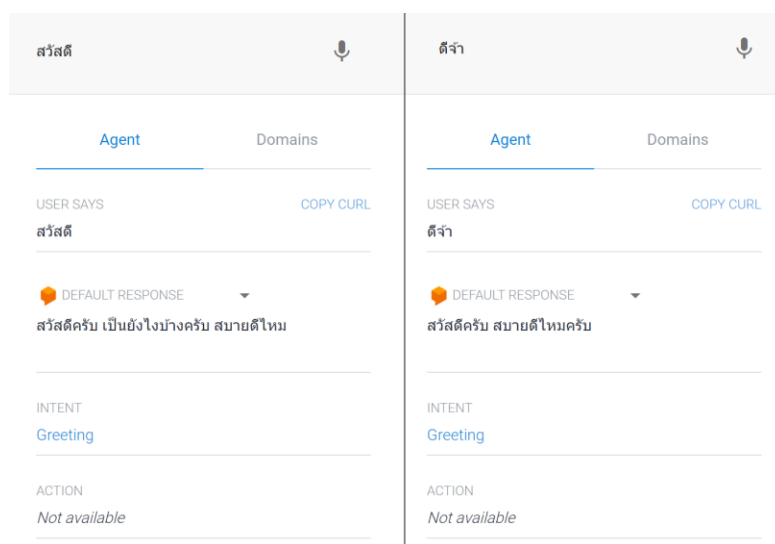 สวัสดี
Agent Domains
USER SAYS COPY CURL
สวัสดี
DEFAULT RESPONSE
สวัสดีครับ เป็นยังไงบ้างครับ สบายดีไหม
INTENT
Greeting
ACTION
Not available
ดีจ้า
Agent Domains
USER SAYS COPY CURL
ดีจ้า
DEFAULT RESPONSE
สวัสดีครับ สบายดีไหมครับ
INTENT
Greeting
ACTION
Not available